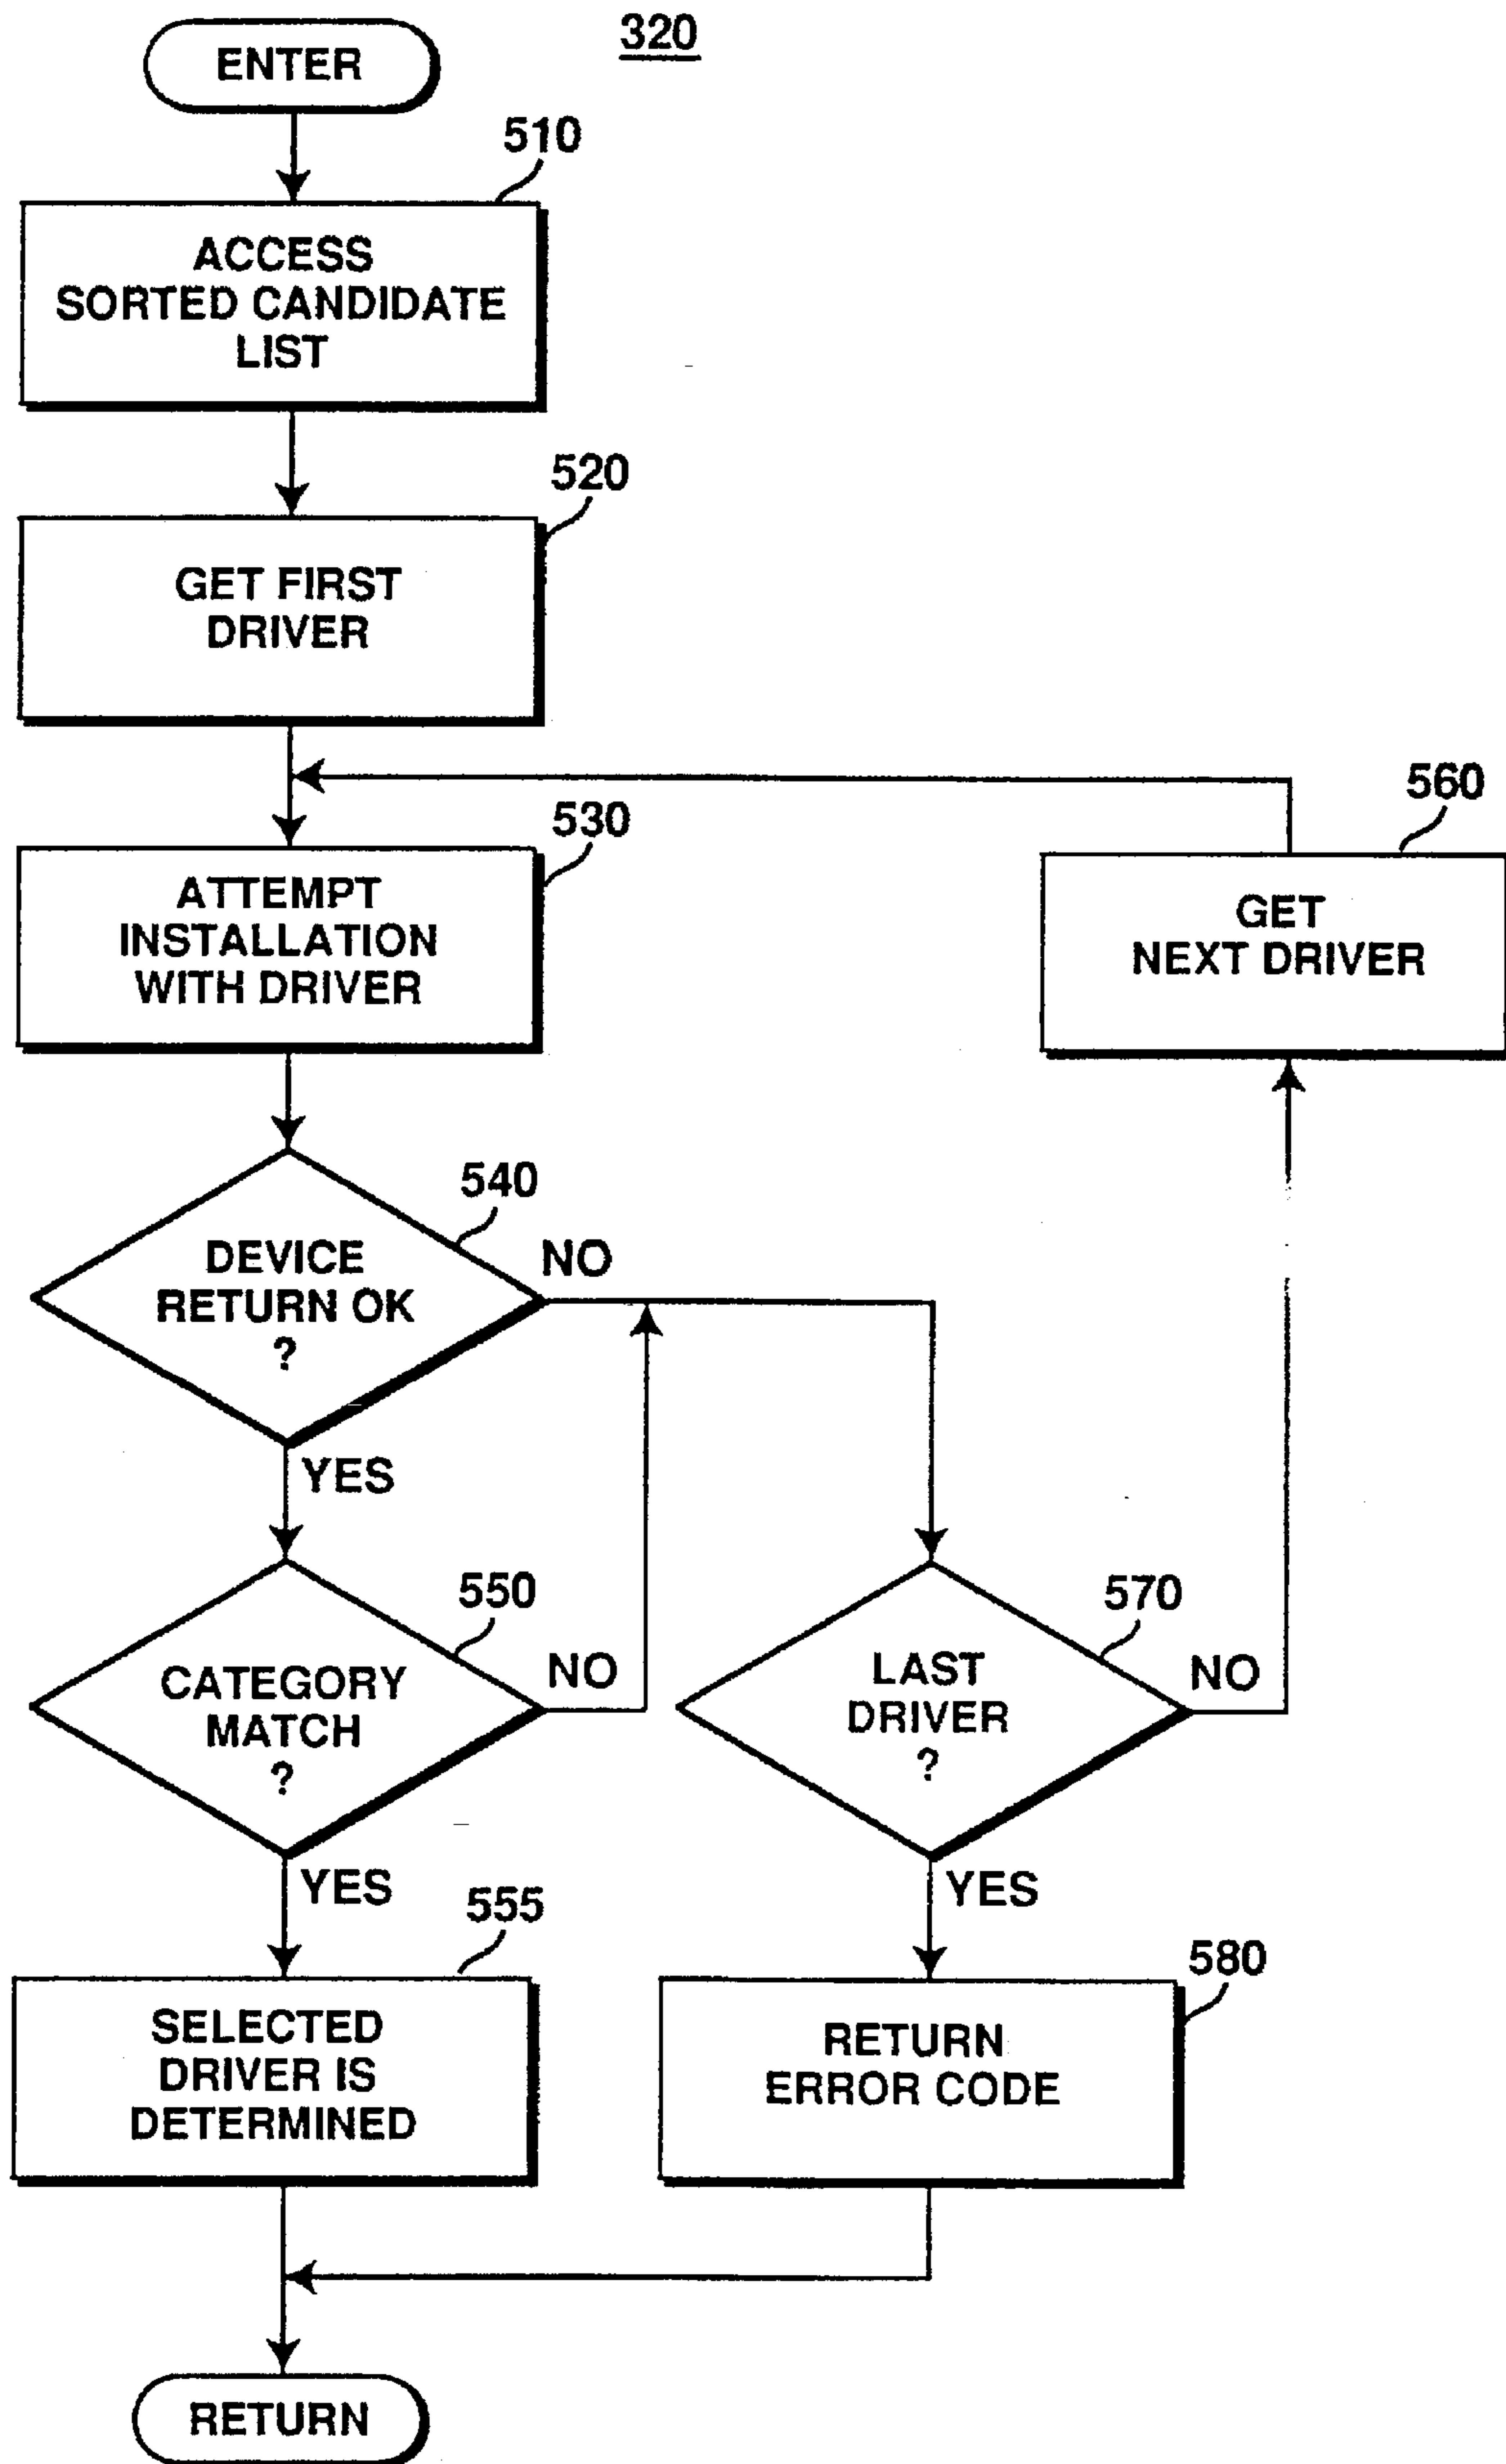 320
ENTER
510
ACCESS
SORTED CANDIDATE
LIST
520
GET FIRST
DRIVER
530
ATTEMPT
INSTALLATION
WITH DRIVER
560
GET
NEXT DRIVER
540
DEVICE
RETURN OK
?
NO
YES
550
CATEGORY
MATCH
?
NO
YES
570
LAST
DRIVER
?
NO
YES
555
SELECTED
DRIVER IS
DETERMINED
580
RETURN
ERROR CODE
RETURN